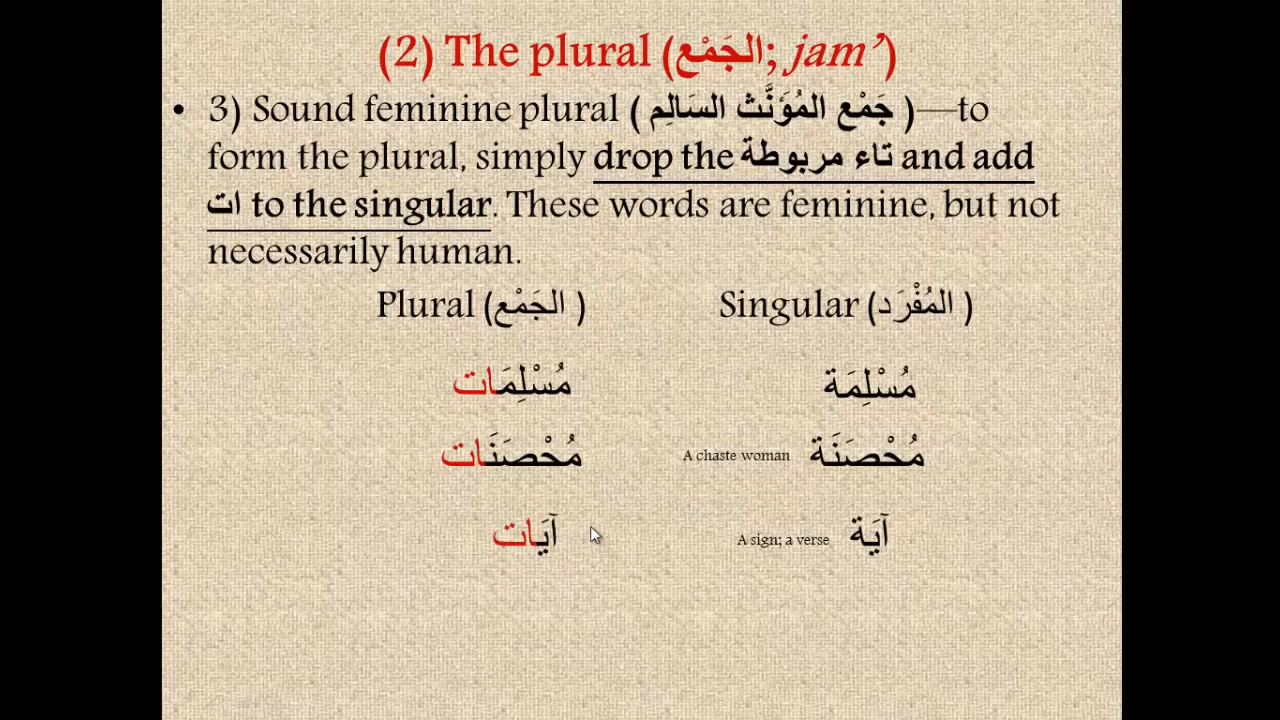 (2) The plural (الجَمْع; jam’)
• 3) Sound feminine plural ( جَمْع المُؤَنَّث السَالِم )—to
form the plural, simply drop the تاء مربوطة and add
ات to the singular. These words are feminine, but not
necessarily human.
Plural (الجَمْع ) Singular (المُفْرَد )
مُسْلِمَات مُسْلِمَة
مُحْصَنَات A chaste woman مُحْصَنَة
آيَات A sign; a verse آيَة